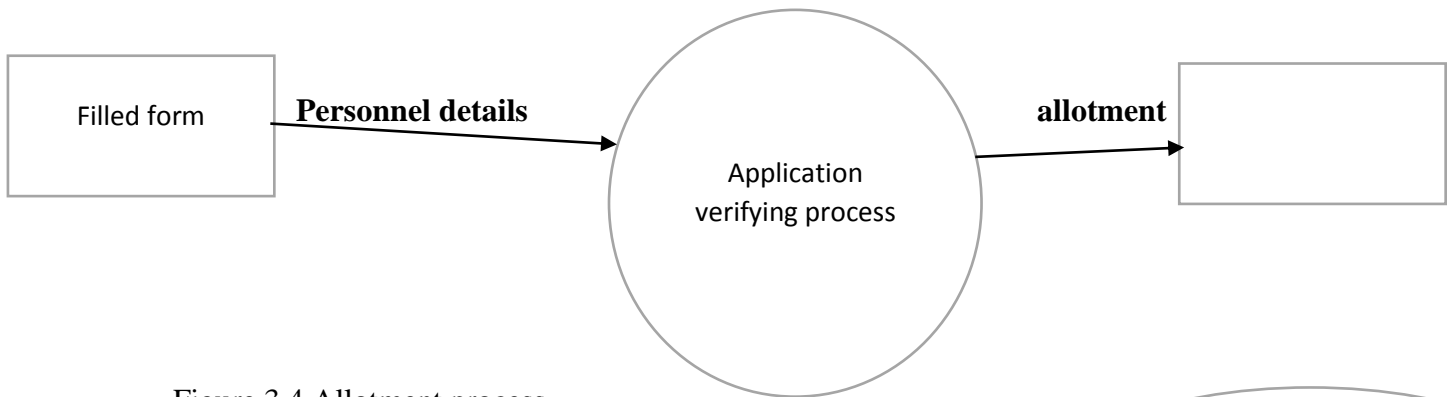 Filled form
Personnel details
allotment
Application
verifying process
Figure 3.4 Allotment process